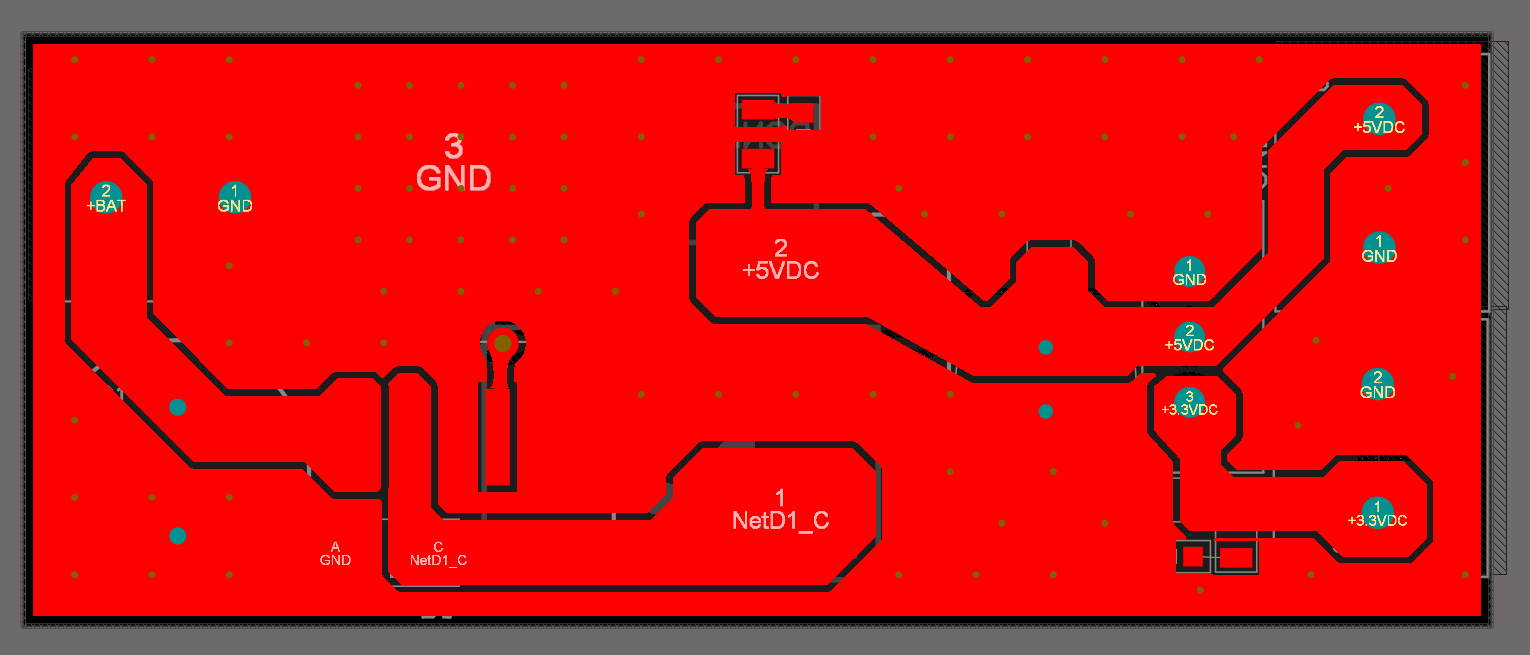 2
+5VDC
3
GND
2
+BAT
1
GND
2
+5VDC
1
GND
1
GND
2
+5VDC
2
GND
3
+3.3VDC
1
NetD1_C
1
+3.3VDC
A
GND
C
NetD1_C